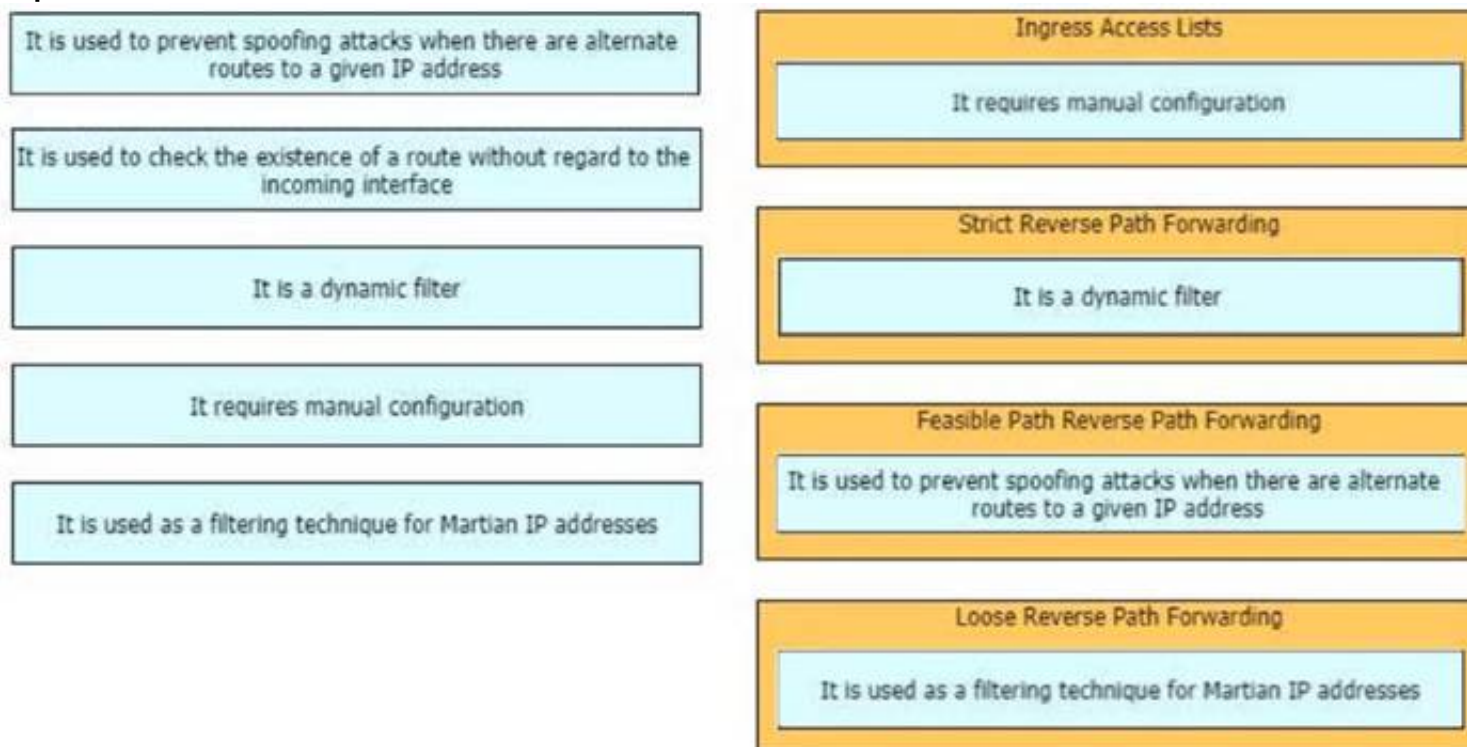 It is used to prevent spoofing attacks when there are alternate
routes to a given IP address
It is used to check the existence of a route without regard to the
incoming interface
It is a dynamic filter
It requires manual configuration
It is used as a filtering technique for Martian IP addresses
Ingress Access Lists
It requires manual configuration
Strict Reverse Path Forwarding
It is a dynamic filter
Feasible Path Reverse Path Forwarding
It is used to prevent spoofing attacks when there are alternate
routes to a given IP address
Loose Reverse Path Forwarding
It is used as a filtering technique for Martian IP addresses